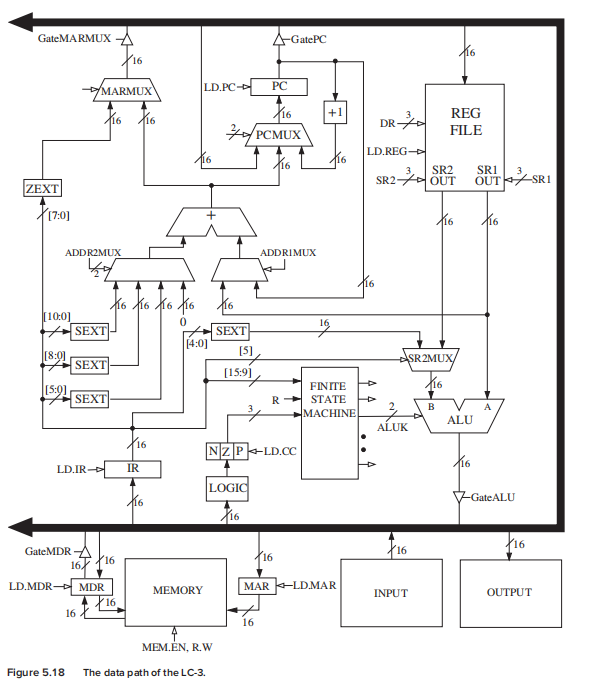 GateMARMUX
16
MARMUX
16
16
GatePC
LD.PC
PC
16
+1
2
PCMUX
16
16
16
16
REG
FILE
DR
3
LD.REG
SR2
3
SR2
OUT
SR1
OUT
3
SR1
16
16
ZEXT
[7:0]
+
ADDR2MUX
2
ADDR1MUX
16
16
16
16
16
16
0
[10:0]
SEXT
[8:0]
SEXT
[5:0]
SEXT
[4:0]
SEXT
16
[5]
[15:9]
SR2MUX
16
FINITE
STATE
MACHINE
R
3
2
ALUK
B
A
ALU
16
GateALU
16
LD.IR
IR
16
N Z P
LD.CC
LOGIC
16
GateMDR
16
16
LD.MDR
MDR
16
16
MEMORY
MEM.EN, R.W
16
MAR
LD.MAR
16
16
INPUT
16
OUTPUT
Figure 5.18 The data path of the LC-3.